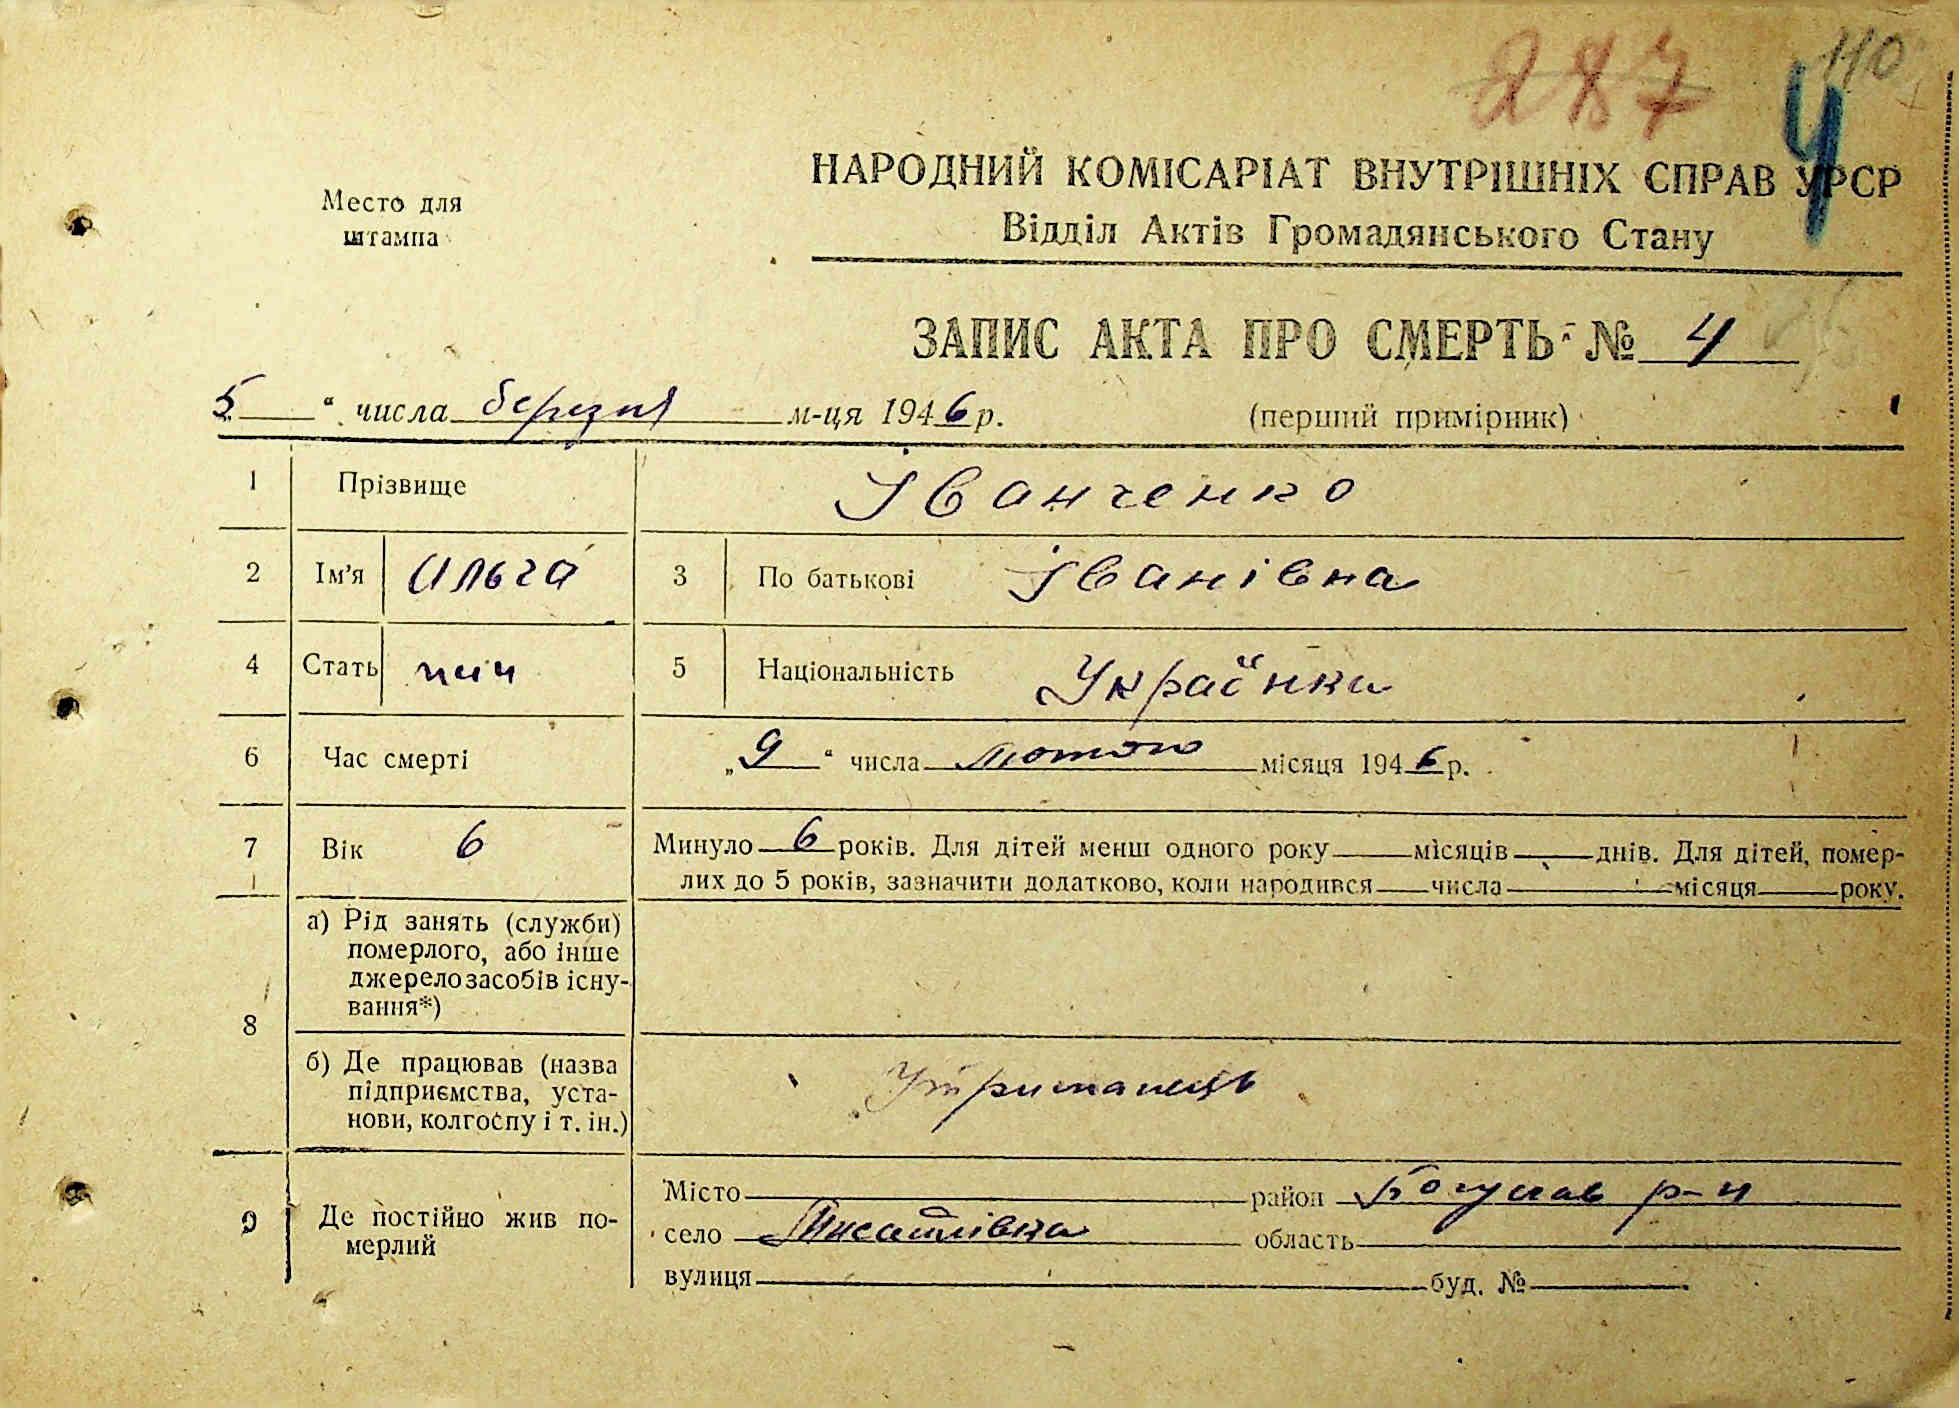 287
110
4
Место для
штампа
НАРОДНИЙ КОМІСАРІАТ ВНУТРІШНІХ СПРАВ УРСР
Відділ Актів Громадянського Стану
ЗАПИС АКТА ПРО СМЕРТЬ № 4
5 “ числа березня м-ця 1946 р. (перший примірник)
1 Прізвище Іванченко
2 Ім’я Ольга 3 По батькові Іванівна
4 Стать жін 5 Національність Українка
6 Час смерті „9“ числа лютого місяця 1946 р.
7 Вік 6 Минуло 6 років. Для дітей менш одного року місяців днів. Для дітей, помер-
лих до 5 років, зазначити додатково, коли народився числа місяця року.
8 а) Рід занять (служби)
померлого, або інше
джерело засобів існу-
вання*)
б) Де працював (назва
підприємства, уста-
нови, колгоспу і т. ін.) Утриманець
9 Де постійно жив по-
мерлий
Місто район Богуслав р-н
село область
вулиця буд. №